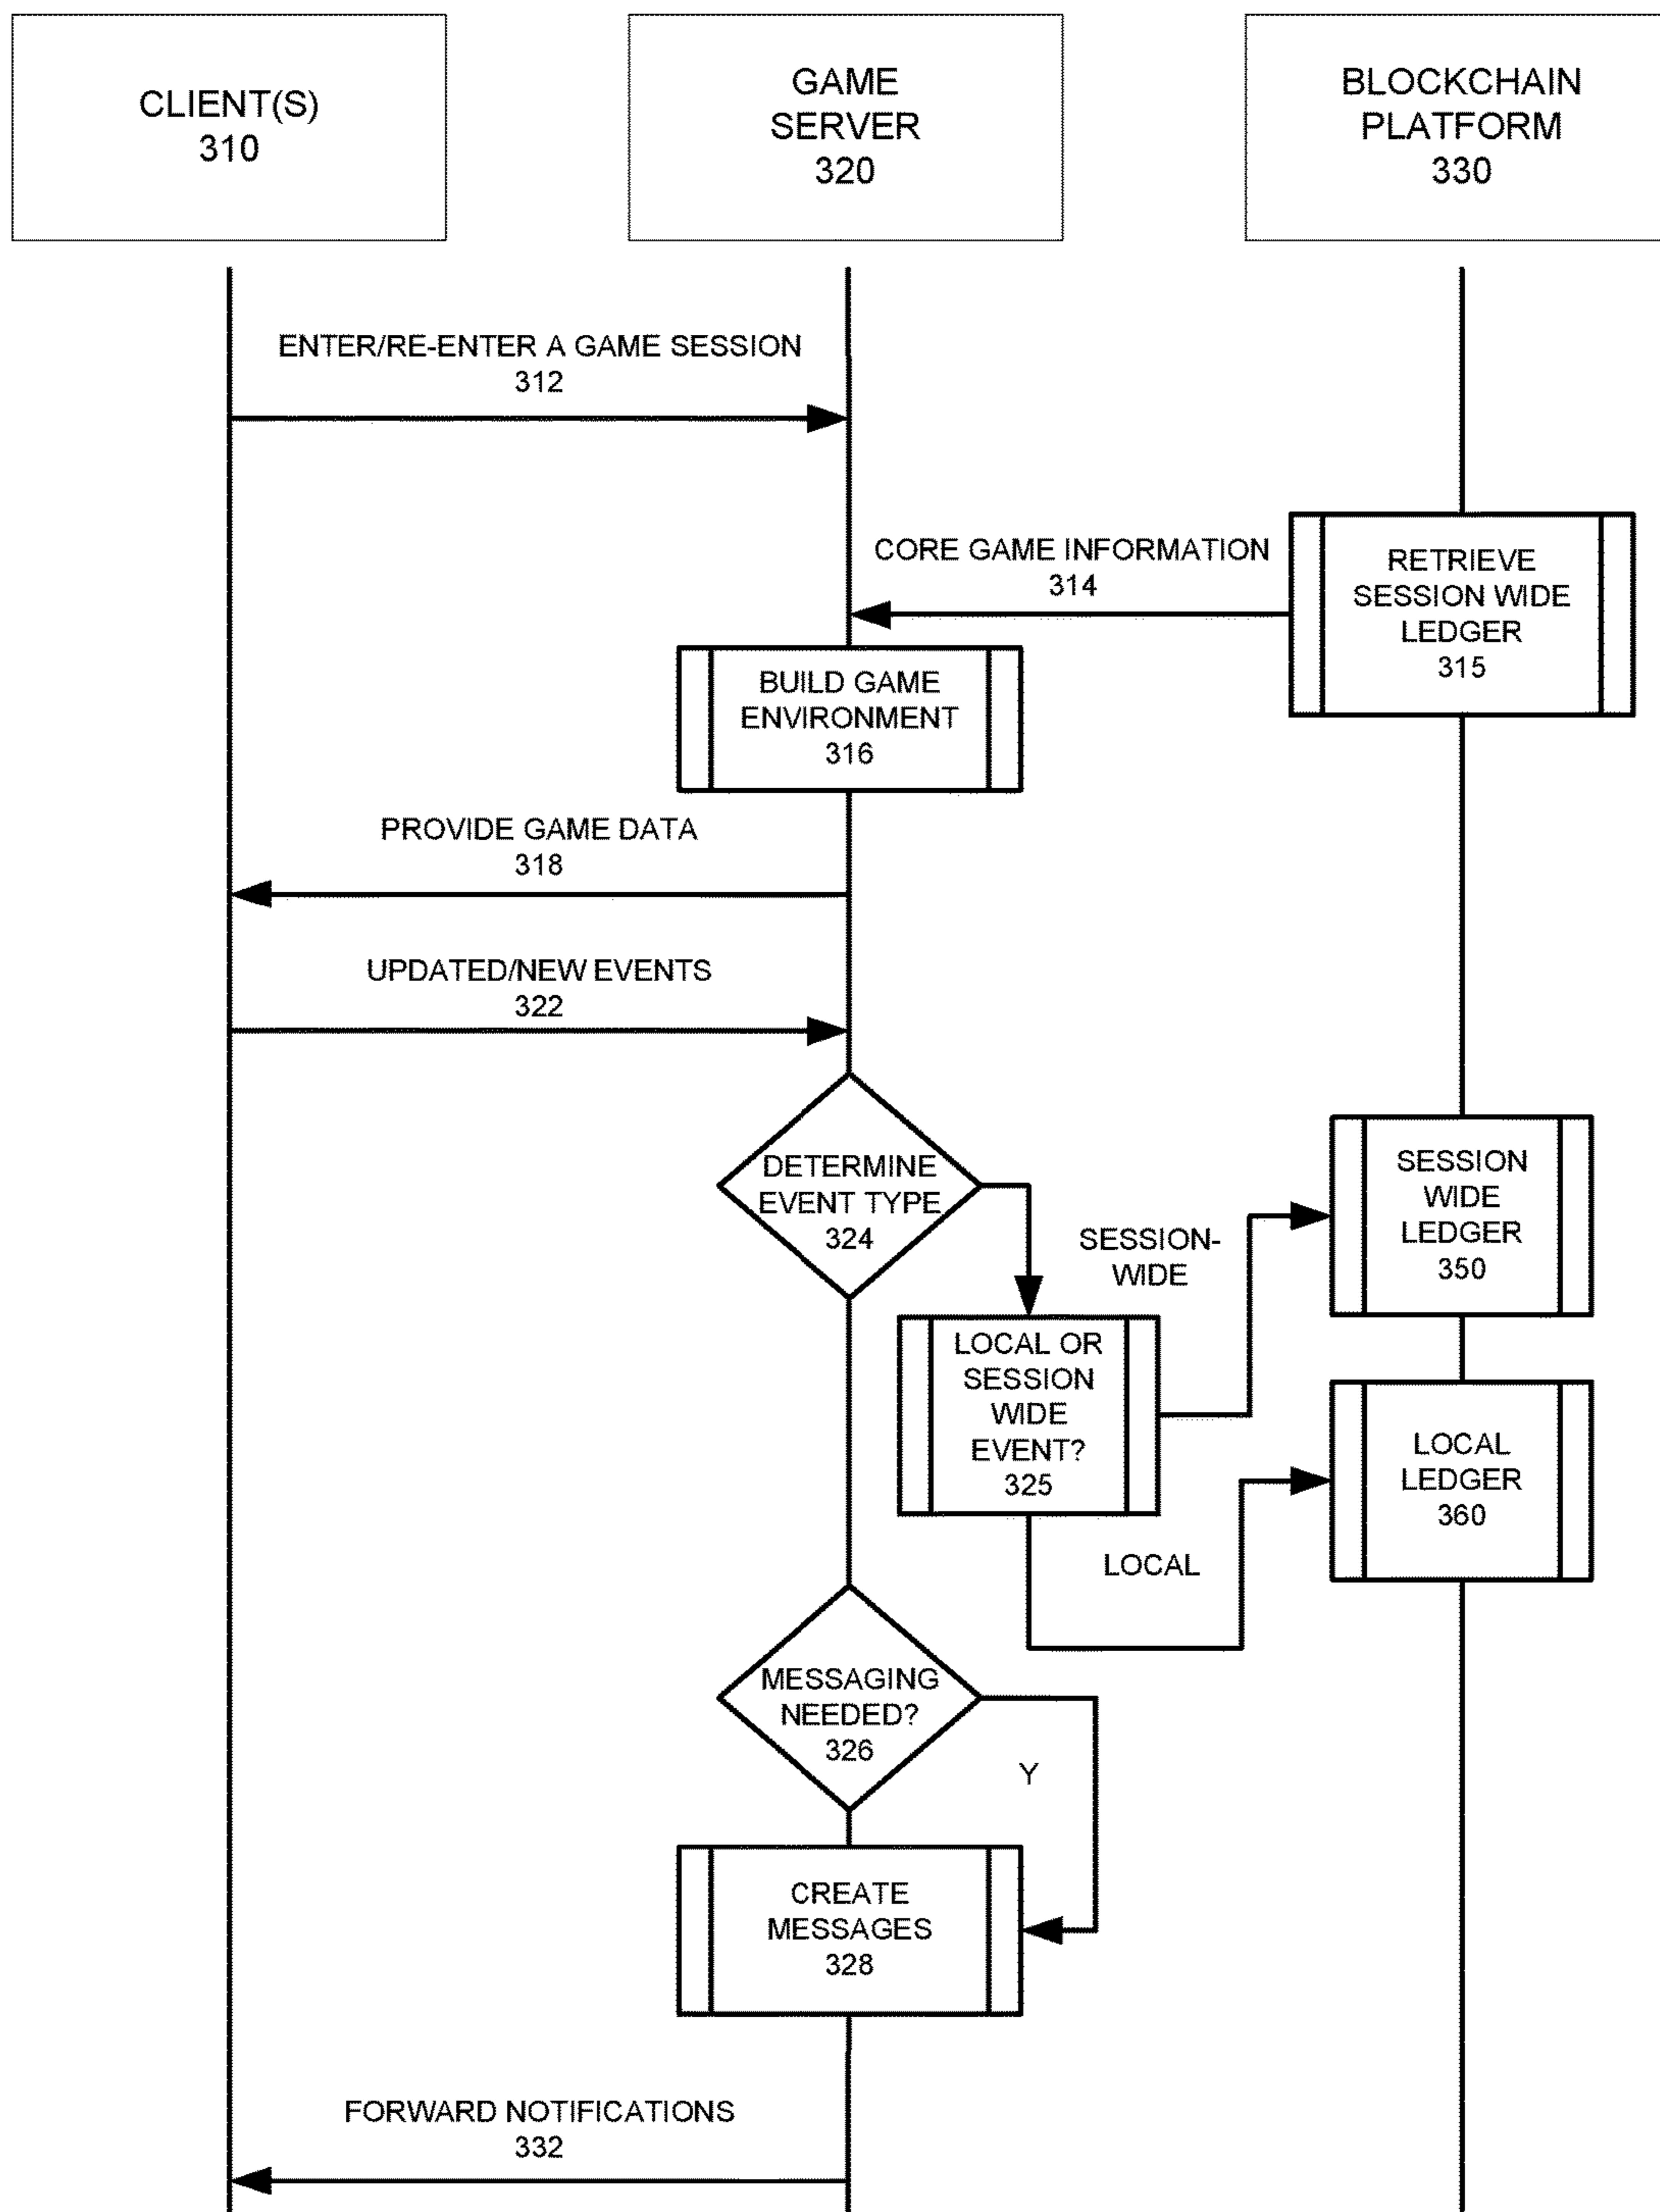 CLIENT(S)
310
GAME
SERVER
320
BLOCKCHAIN
PLATFORM
330
ENTER/RE-ENTER A GAME SESSION
312
CORE GAME INFORMATION
314
RETRIEVE
SESSION WIDE
LEDGER
315
BUILD GAME
ENVIRONMENT
316
PROVIDE GAME DATA
318
UPDATED/NEW EVENTS
322
DETERMINE
EVENT TYPE
324
SESSION-
WIDE
SESSION
WIDE
LEDGER
350
LOCAL OR
SESSION
WIDE
EVENT?
325
LOCAL
LEDGER
360
LOCAL
MESSAGING
NEEDED?
326
Y
CREATE
MESSAGES
328
FORWARD NOTIFICATIONS
332